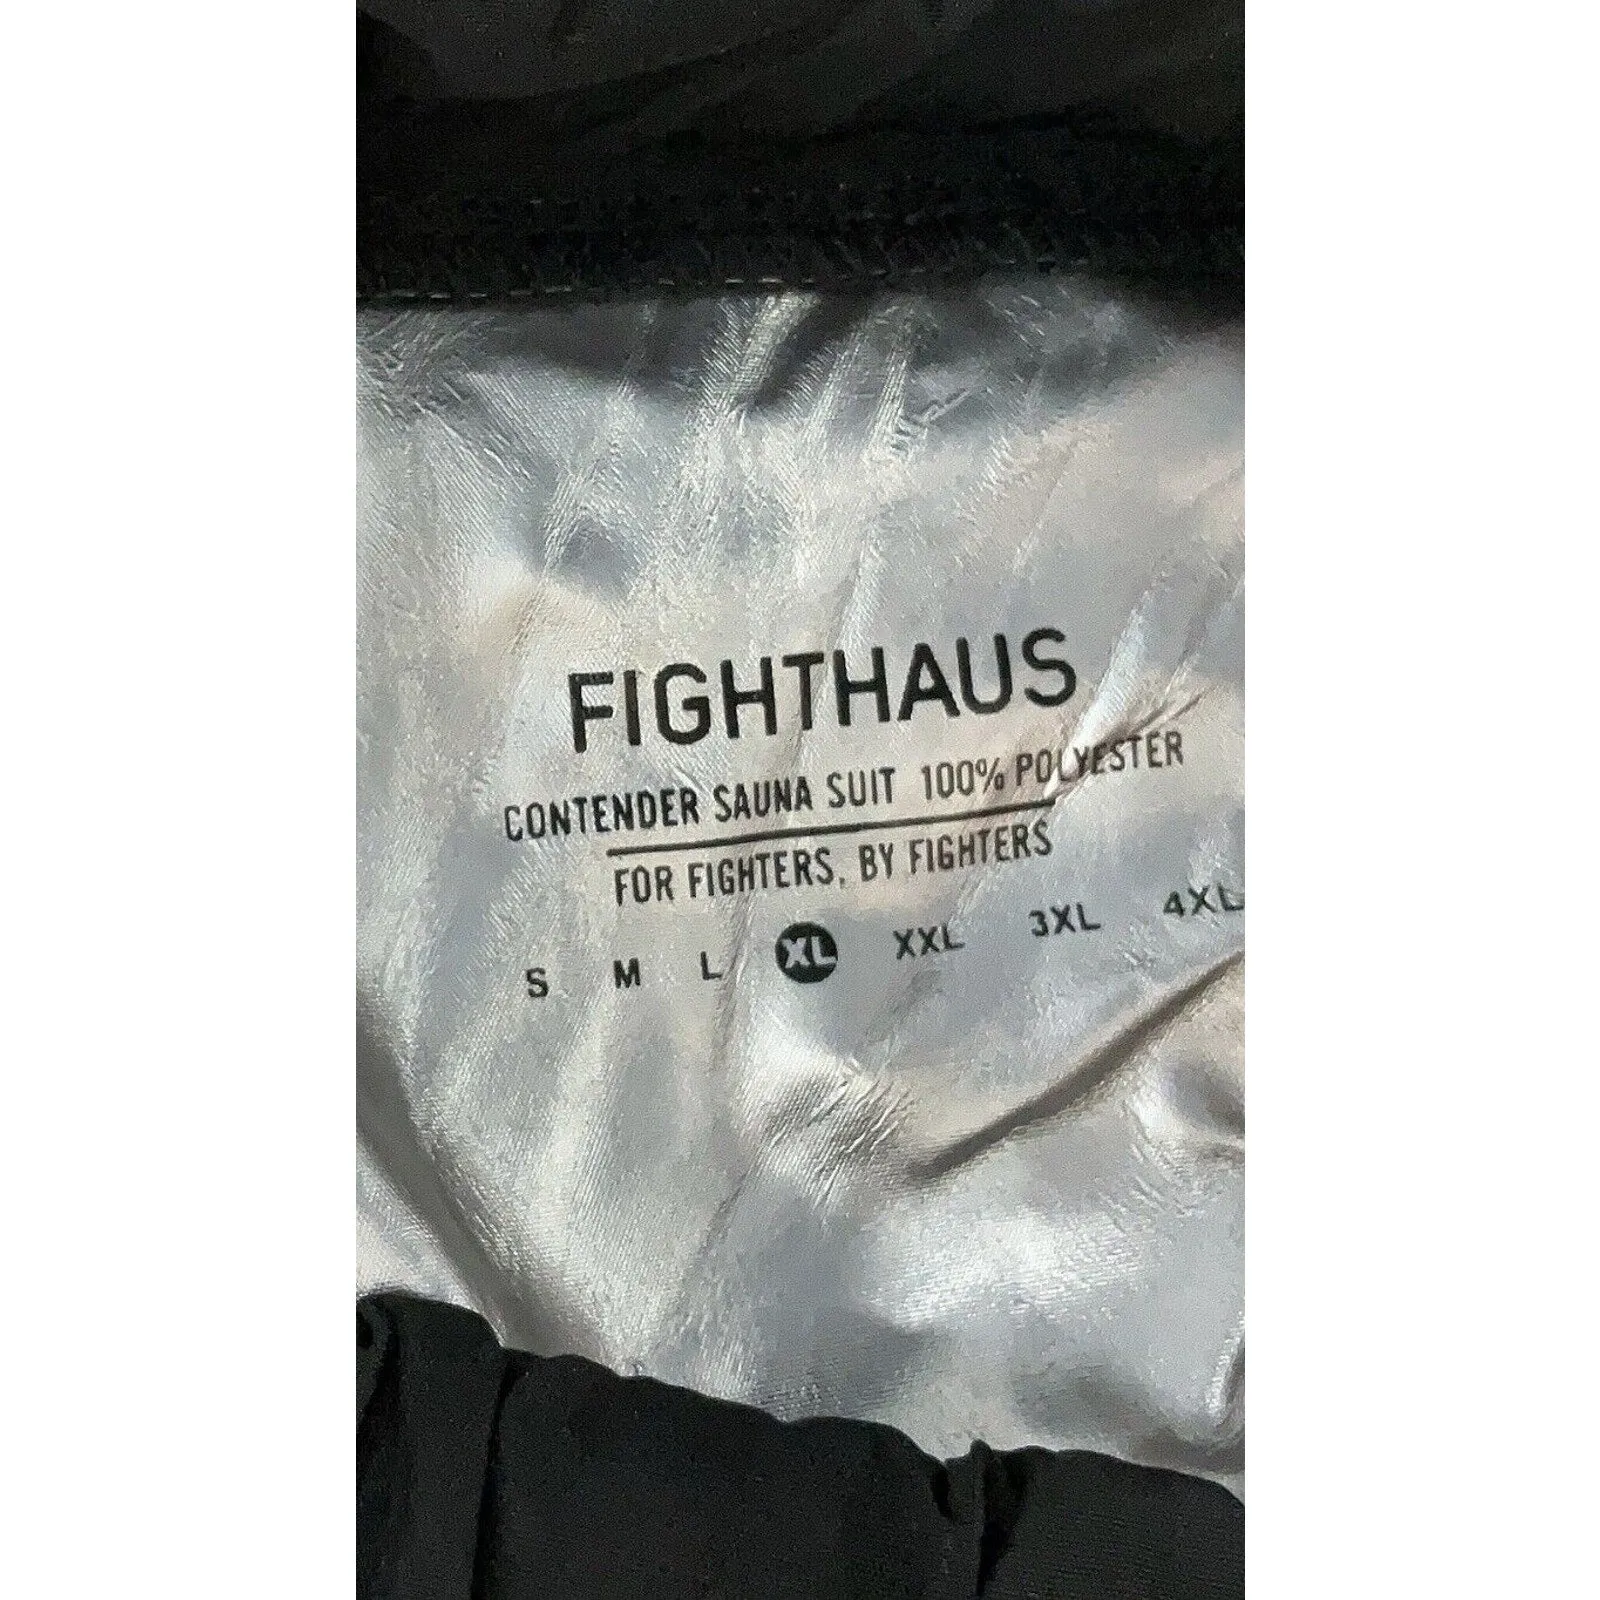 FIGHTHAUS
CONTENDER SAUNA SUIT 100% POLYESTER
FOR FIGHTERS, BY FIGHTERS
S M L XL XXL 3XL 4XL